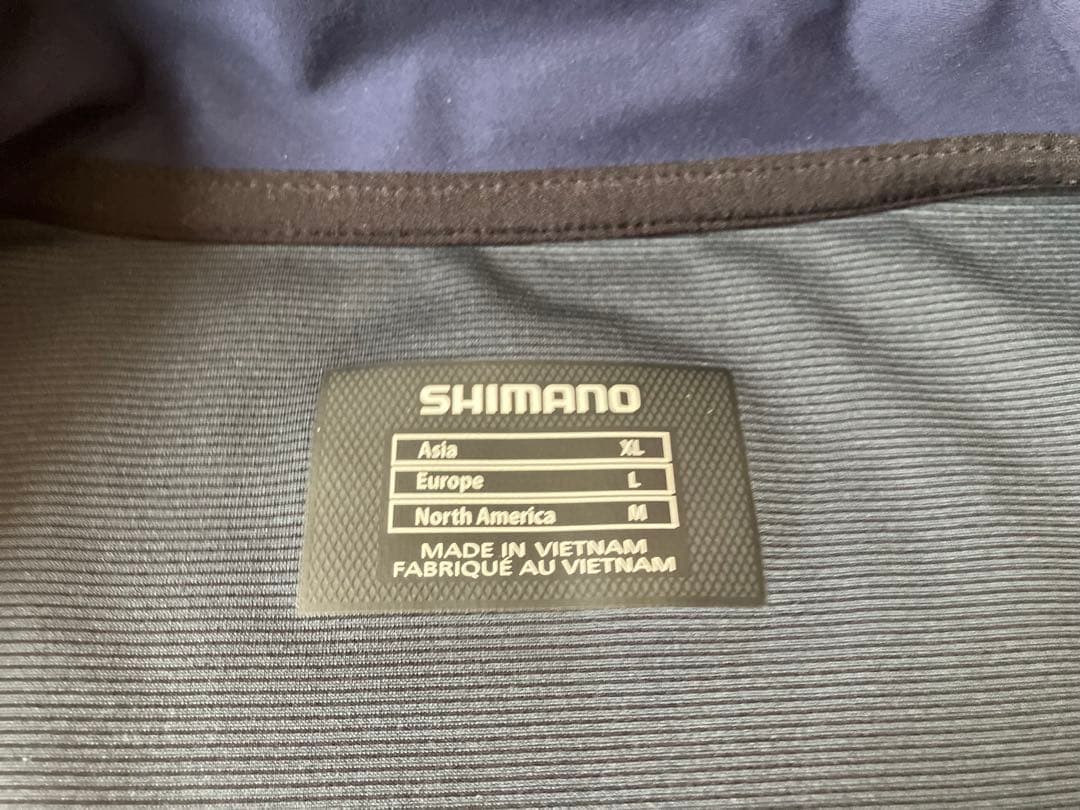 SHIMANO
Asia XL
Europe L
North America M
MADE IN VIETNAM
FABRIQUÉ AU VIETNAM